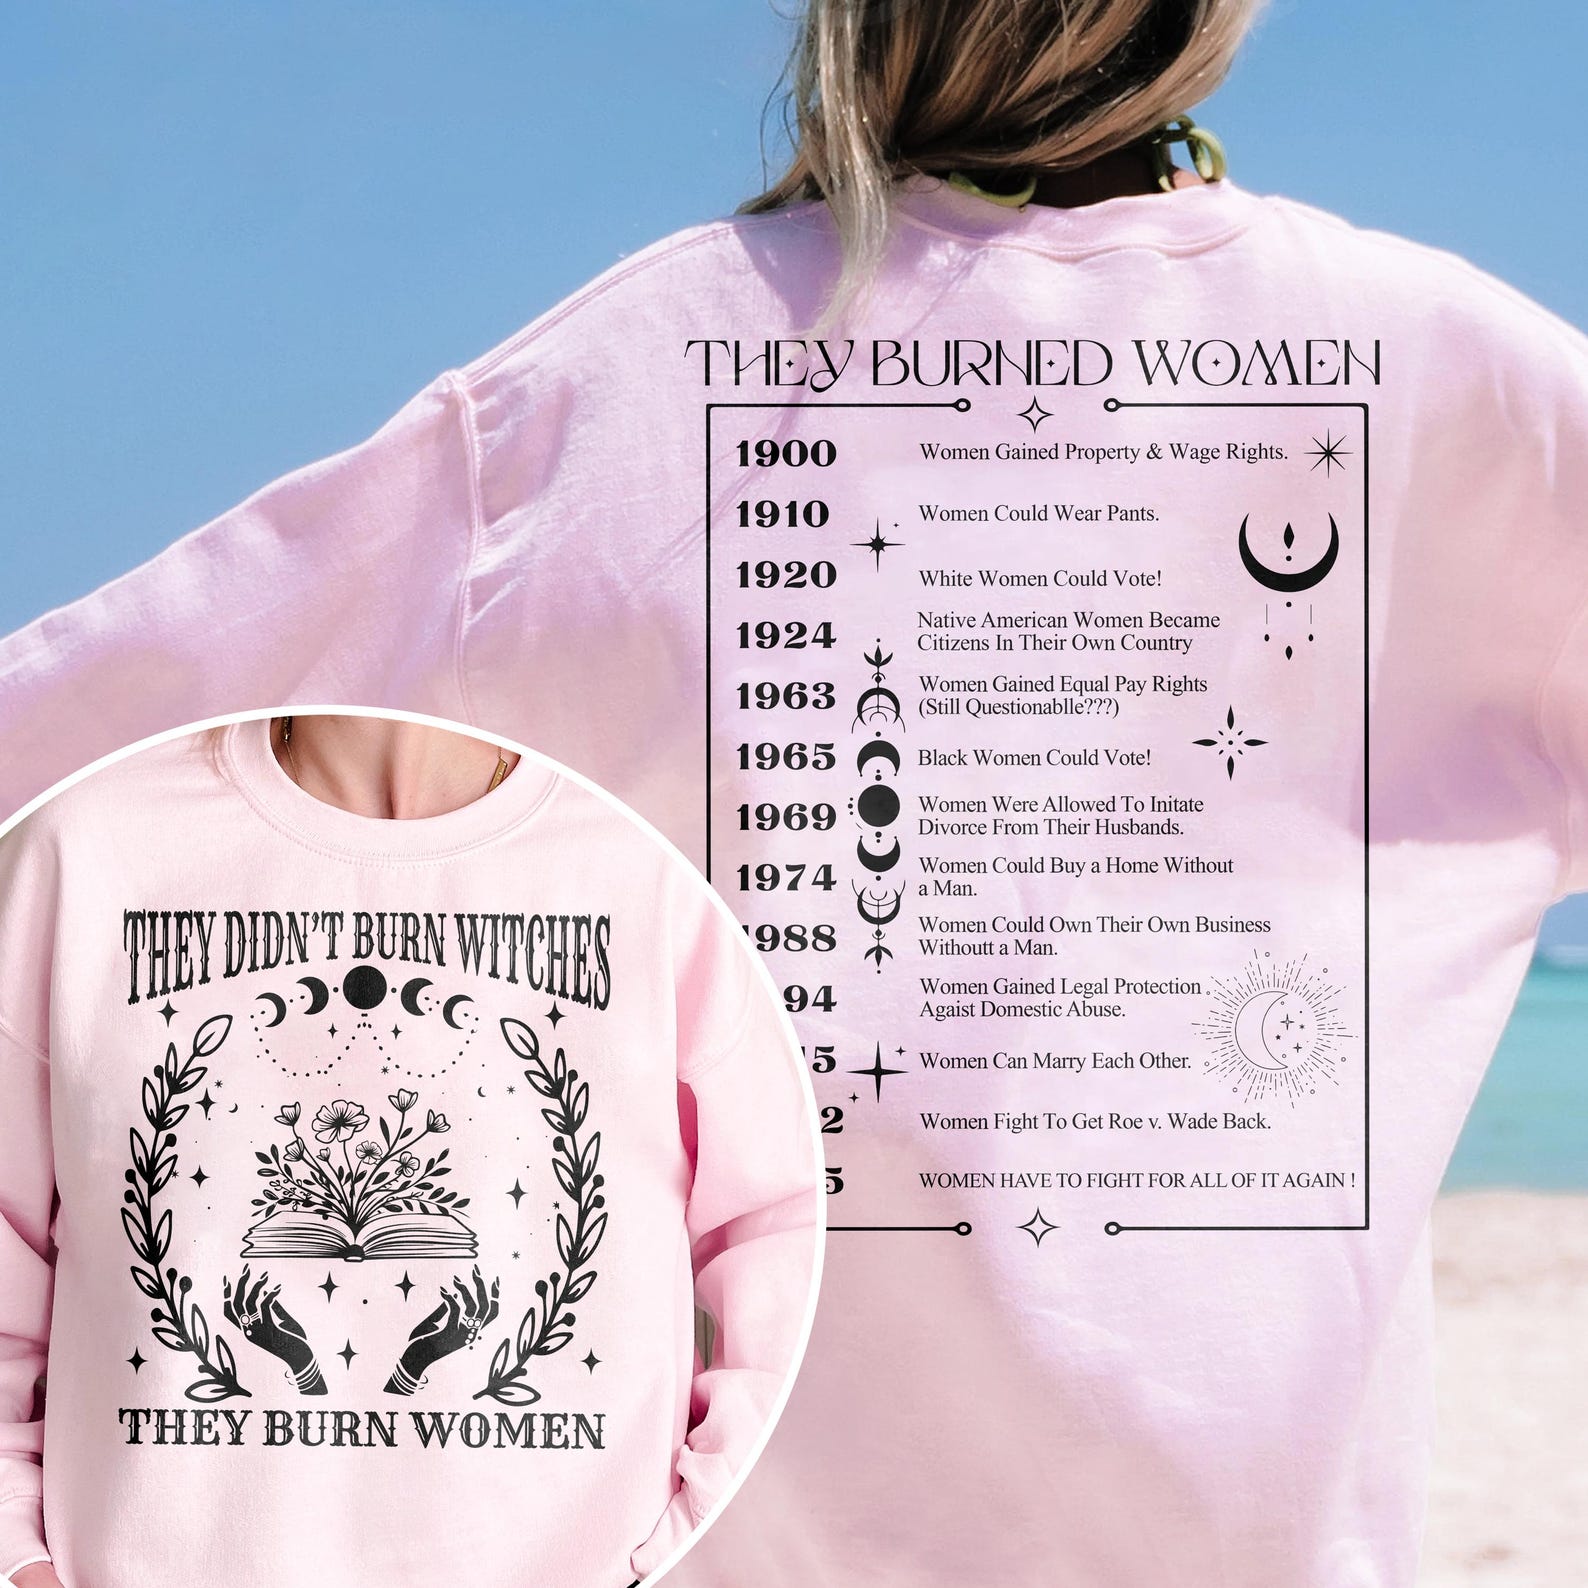 THEY BURNED WOMEN
1900 Women Gained Property & Wage Rights.
1910 Women Could Wear Pants.
1920 White Women Could Vote!
1924 Native American Women Became
Citizens In Their Own Country
1963 Women Gained Equal Pay Rights
(Still Questionablle???)
1965 Black Women Could Vote!
1969 Women Were Allowed To Initate
Divorce From Their Husbands.
1974 Women Could Buy a Home Without
a Man.
1988 Women Could Own Their Own Business
Withoutt a Man.
94 Women Gained Legal Protection
Agaist Domestic Abuse.
5 Women Can Marry Each Other.
2 Women Fight To Get Roe v. Wade Back.
5 WOMEN HAVE TO FIGHT FOR ALL OF IT AGAIN !
THEY DIDN'T BURN WITCHES
THEY BURN WOMEN